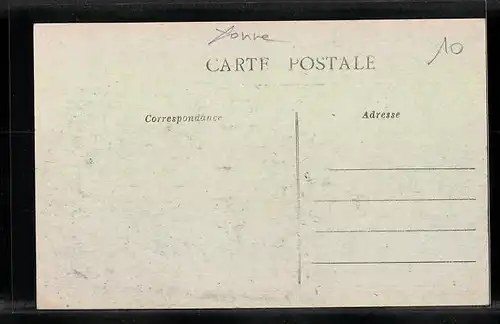 Yonne
10
CARTE POSTALE
Correspondance
Adresse